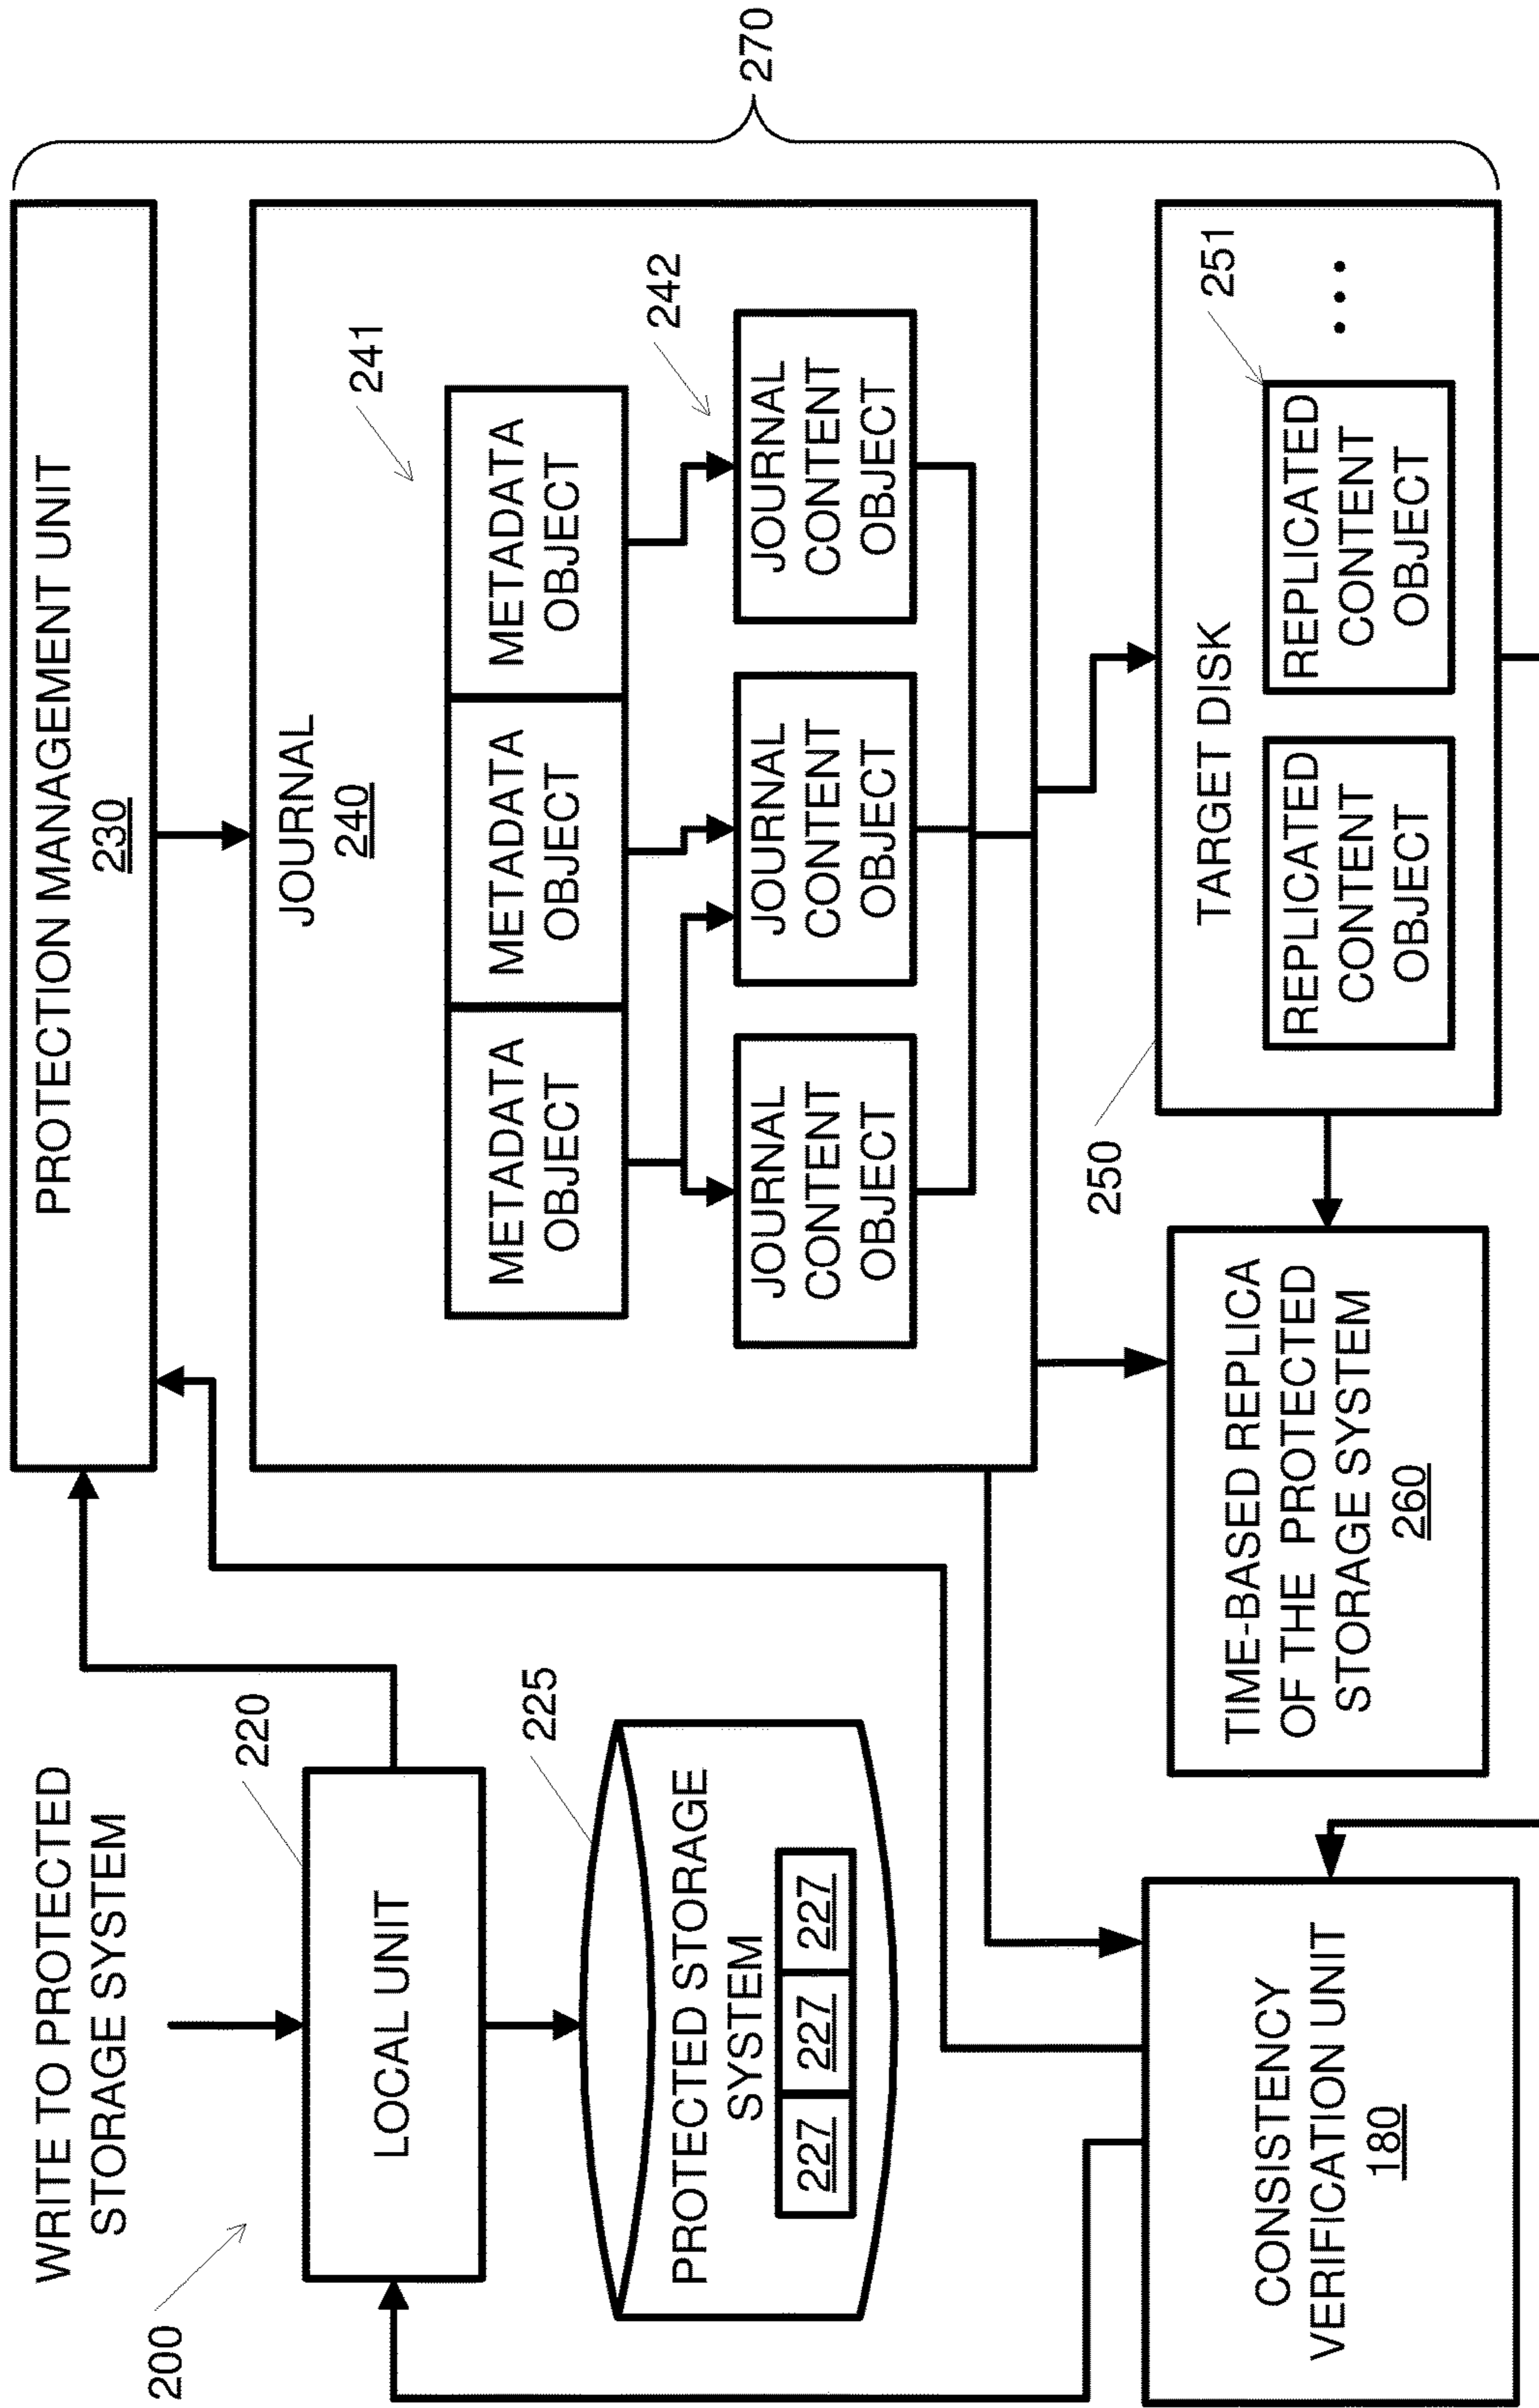 200
WRITE TO PROTECTED
STORAGE SYSTEM
220
LOCAL UNIT
225
PROTECTED STORAGE
SYSTEM
227 227 227
CONSISTENCY
VERIFICATION UNIT
180
PROTECTION MANAGEMENT UNIT
230
270
JOURNAL
240
241
METADATA
OBJECT
METADATA
OBJECT
METADATA
OBJECT
242
JOURNAL
CONTENT
OBJECT
JOURNAL
CONTENT
OBJECT
JOURNAL
CONTENT
OBJECT
TIME-BASED REPLICA
OF THE PROTECTED
STORAGE SYSTEM
260
250
TARGET DISK
251
REPLICATED
CONTENT
OBJECT
REPLICATED
CONTENT
OBJECT
•••